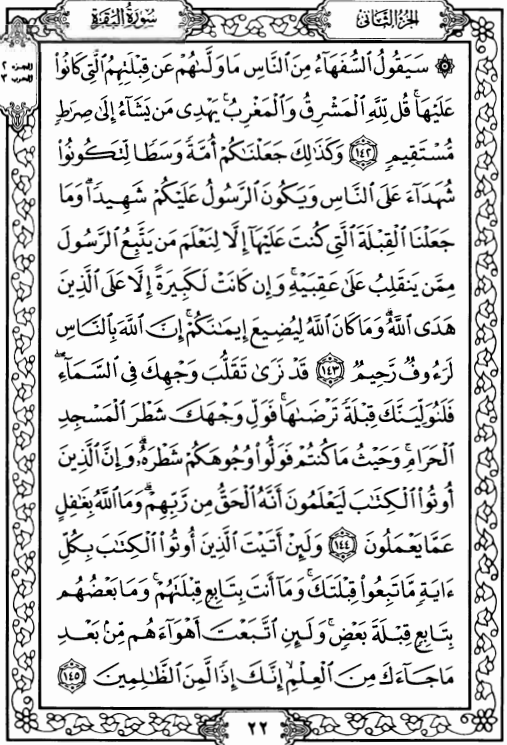 الجزء الثاني
سورة البقرة
الجزء ٢
الحزب ٣
۞ سَيَقُولُ ٱلسُّفَهَآءُ مِنَ ٱلنَّاسِ مَا وَلَّىٰهُمْ عَن قِبْلَتِهِمُ ٱلَّتِى كَانُوا۟
عَلَيْهَا ۚ قُل لِّلَّهِ ٱلْمَشْرِقُ وَٱلْمَغْرِبُ ۚ يَهْدِى مَن يَشَآءُ إِلَىٰ صِرَٰطٍ
مُّسْتَقِيمٍ ١٤٢ وَكَذَٰلِكَ جَعَلْنَٰكُمْ أُمَّةً وَسَطًا لِّتَكُونُوا۟
شُهَدَآءَ عَلَى ٱلنَّاسِ وَيَكُونَ ٱلرَّسُولُ عَلَيْكُمْ شَهِيدًا ۗ وَمَا
جَعَلْنَا ٱلْقِبْلَةَ ٱلَّتِى كُنتَ عَلَيْهَآ إِلَّا لِنَعْلَمَ مَن يَتَّبِعُ ٱلرَّسُولَ
مِمَّن يَنقَلِبُ عَلَىٰ عَقِبَيْهِ ۚ وَإِن كَانَتْ لَكَبِيرَةً إِلَّا عَلَى ٱلَّذِينَ
هَدَى ٱللَّهُ ۗ وَمَا كَانَ ٱللَّهُ لِيُضِيعَ إِيمَٰنَكُمْ ۚ إِنَّ ٱللَّهَ بِٱلنَّاسِ
لَرَءُوفٌ رَّحِيمٌ ١٤٣ قَدْ نَرَىٰ تَقَلُّبَ وَجْهِكَ فِى ٱلسَّمَآءِ ۖ
فَلَنُوَلِّيَنَّكَ قِبْلَةً تَرْضَىٰهَا ۚ فَوَلِّ وَجْهَكَ شَطْرَ ٱلْمَسْجِدِ
ٱلْحَرَامِ ۚ وَحَيْثُ مَا كُنتُمْ فَوَلُّوا۟ وُجُوهَكُمْ شَطْرَهُۥ ۗ وَإِنَّ ٱلَّذِينَ
أُوتُوا۟ ٱلْكِتَٰبَ لَيَعْلَمُونَ أَنَّهُ ٱلْحَقُّ مِن رَّبِّهِمْ ۗ وَمَا ٱللَّهُ بِغَٰفِلٍ
عَمَّا يَعْمَلُونَ ١٤٤ وَلَئِنْ أَتَيْتَ ٱلَّذِينَ أُوتُوا۟ ٱلْكِتَٰبَ بِكُلِّ
ءَايَةٍ مَّا تَبِعُوا۟ قِبْلَتَكَ ۚ وَمَآ أَنتَ بِتَابِعٍ قِبْلَتَهُمْ ۚ وَمَا بَعْضُهُم
بِتَابِعٍ قِبْلَةَ بَعْضٍ ۚ وَلَئِنِ ٱتَّبَعْتَ أَهْوَآءَهُم مِّنۢ بَعْدِ
مَا جَآءَكَ مِنَ ٱلْعِلْمِ ۙ إِنَّكَ إِذًا لَّمِنَ ٱلظَّٰلِمِينَ ١٤٥
٢٢